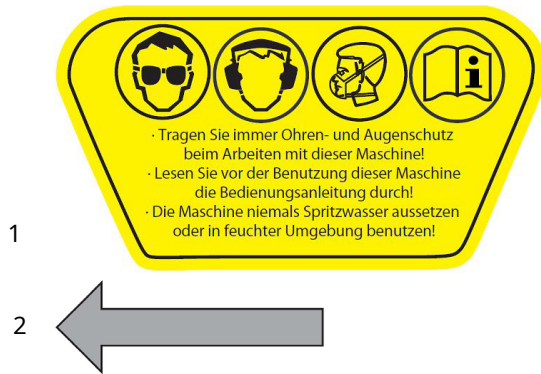 i
· Tragen Sie immer Ohren- und Augenschutz
beim Arbeiten mit dieser Maschine!
· Lesen Sie vor der Benutzung dieser Maschine
die Bedienungsanleitung durch!
· Die Maschine niemals Spritzwasser aussetzen
oder in feuchter Umgebung benutzen!
1
2